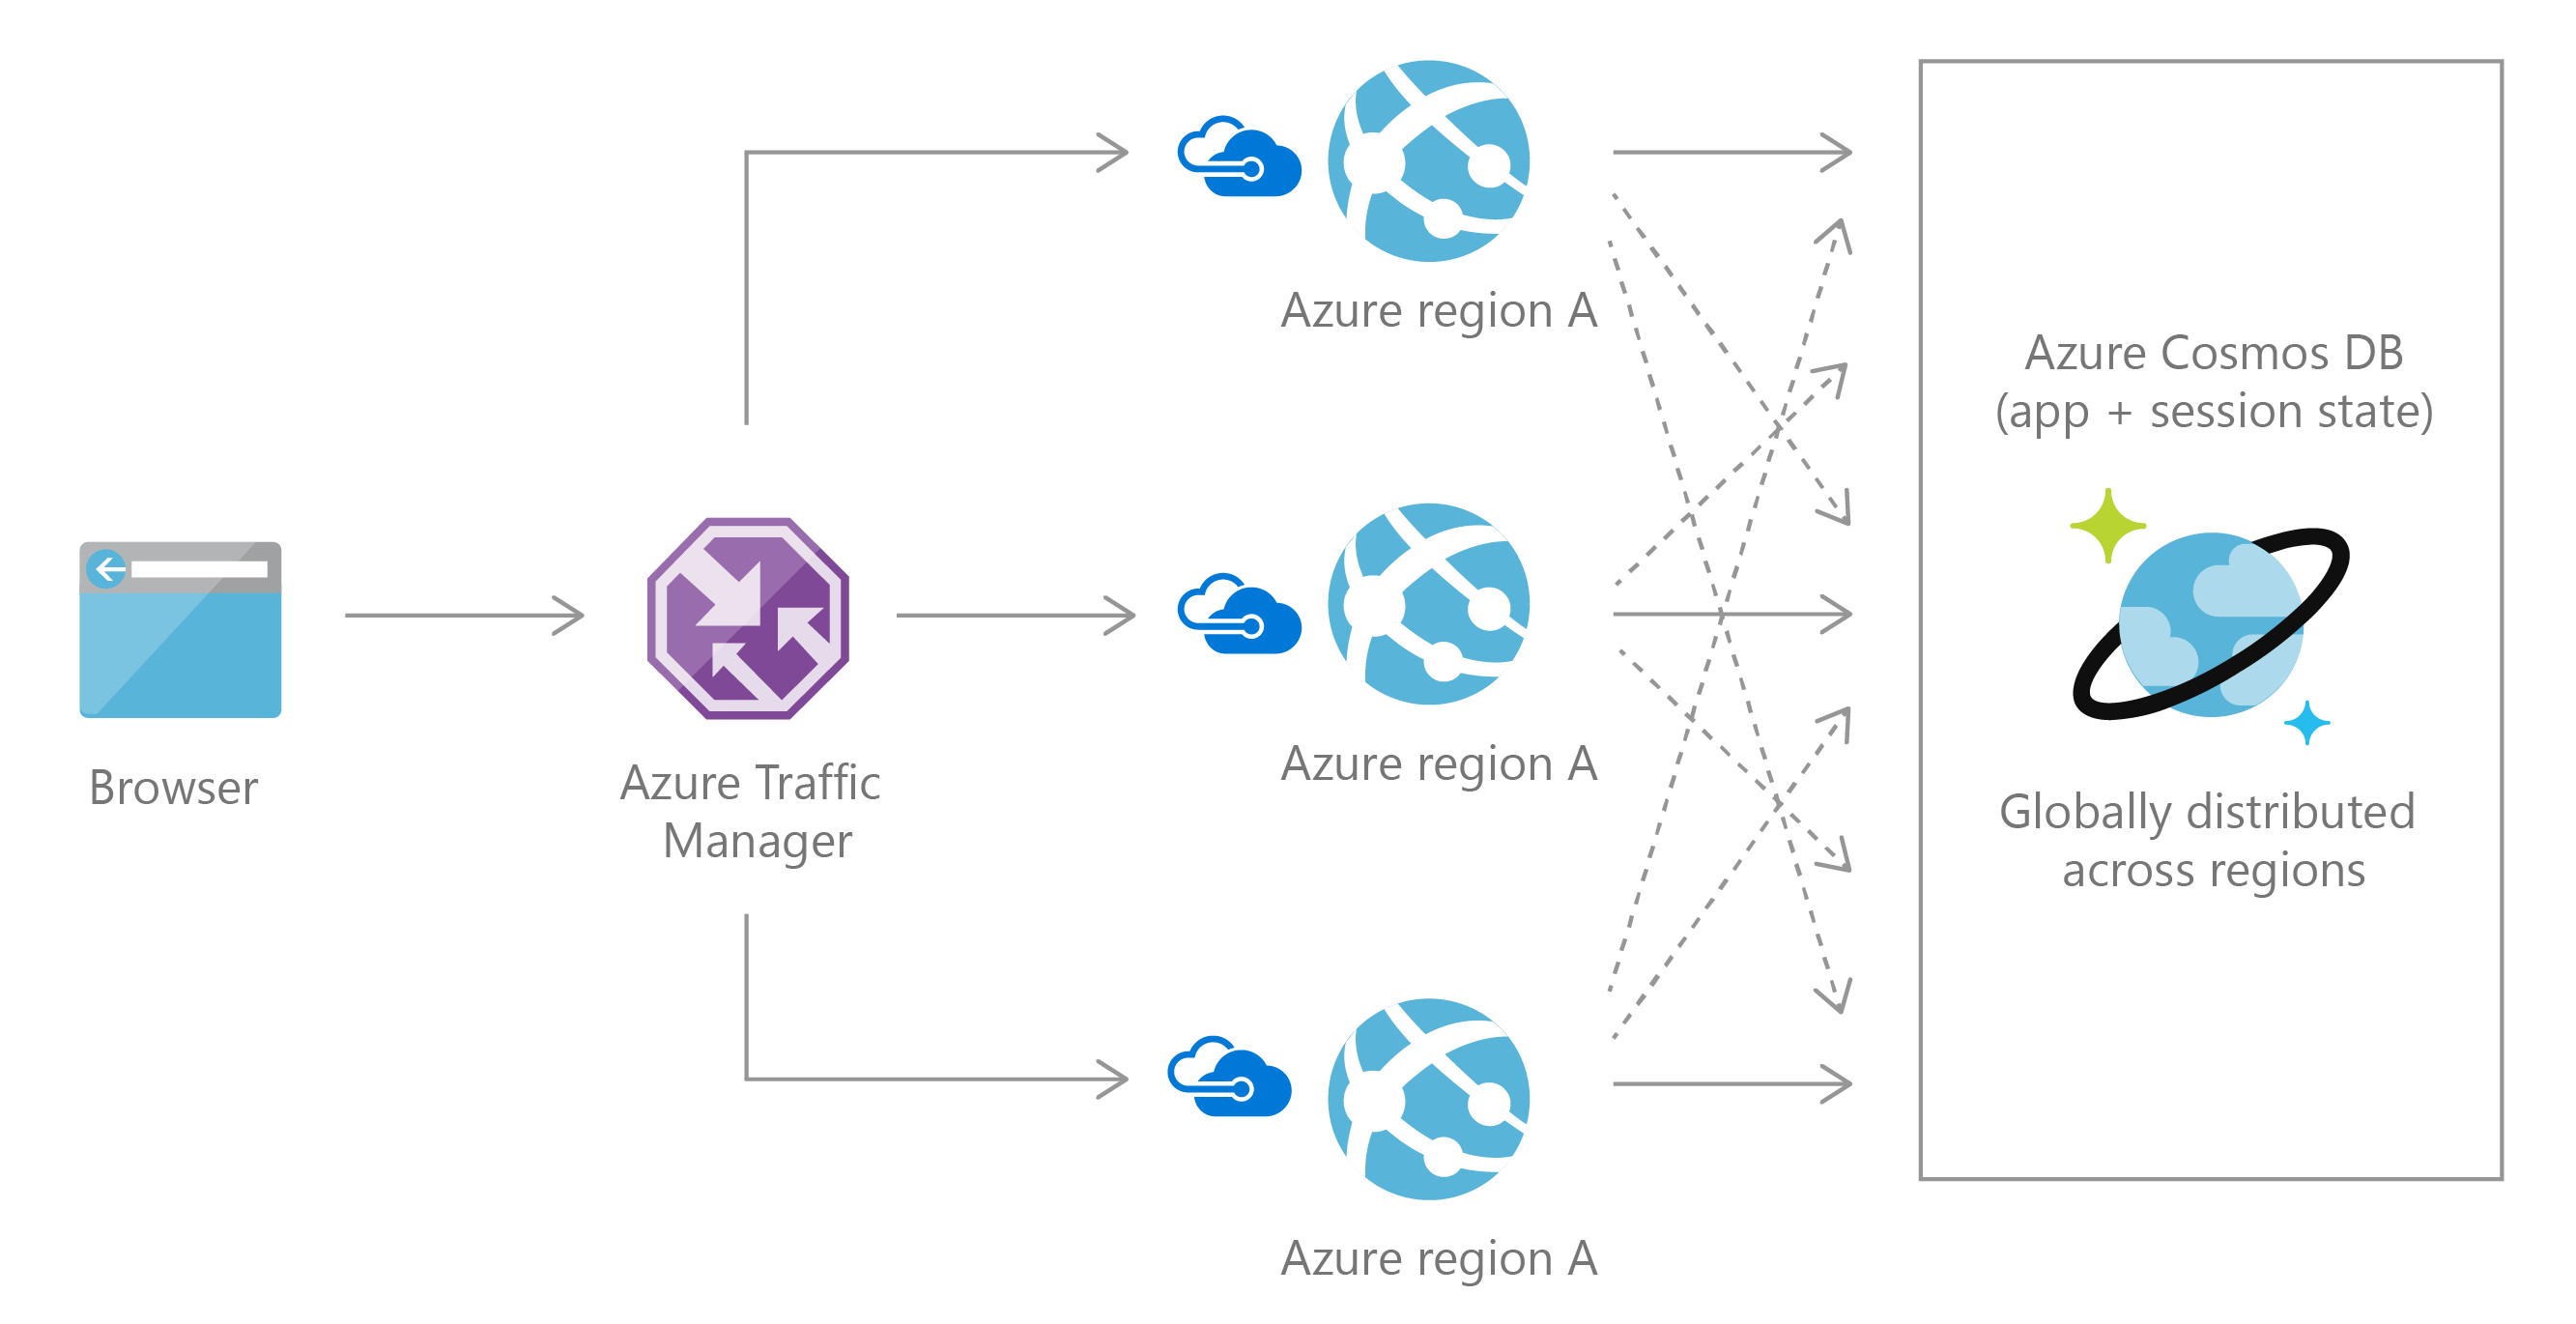 Browser
Azure Traffic
Manager
Azure region A
Azure region A
Azure region A
Azure Cosmos DB
(app + session state)
Globally distributed
across regions